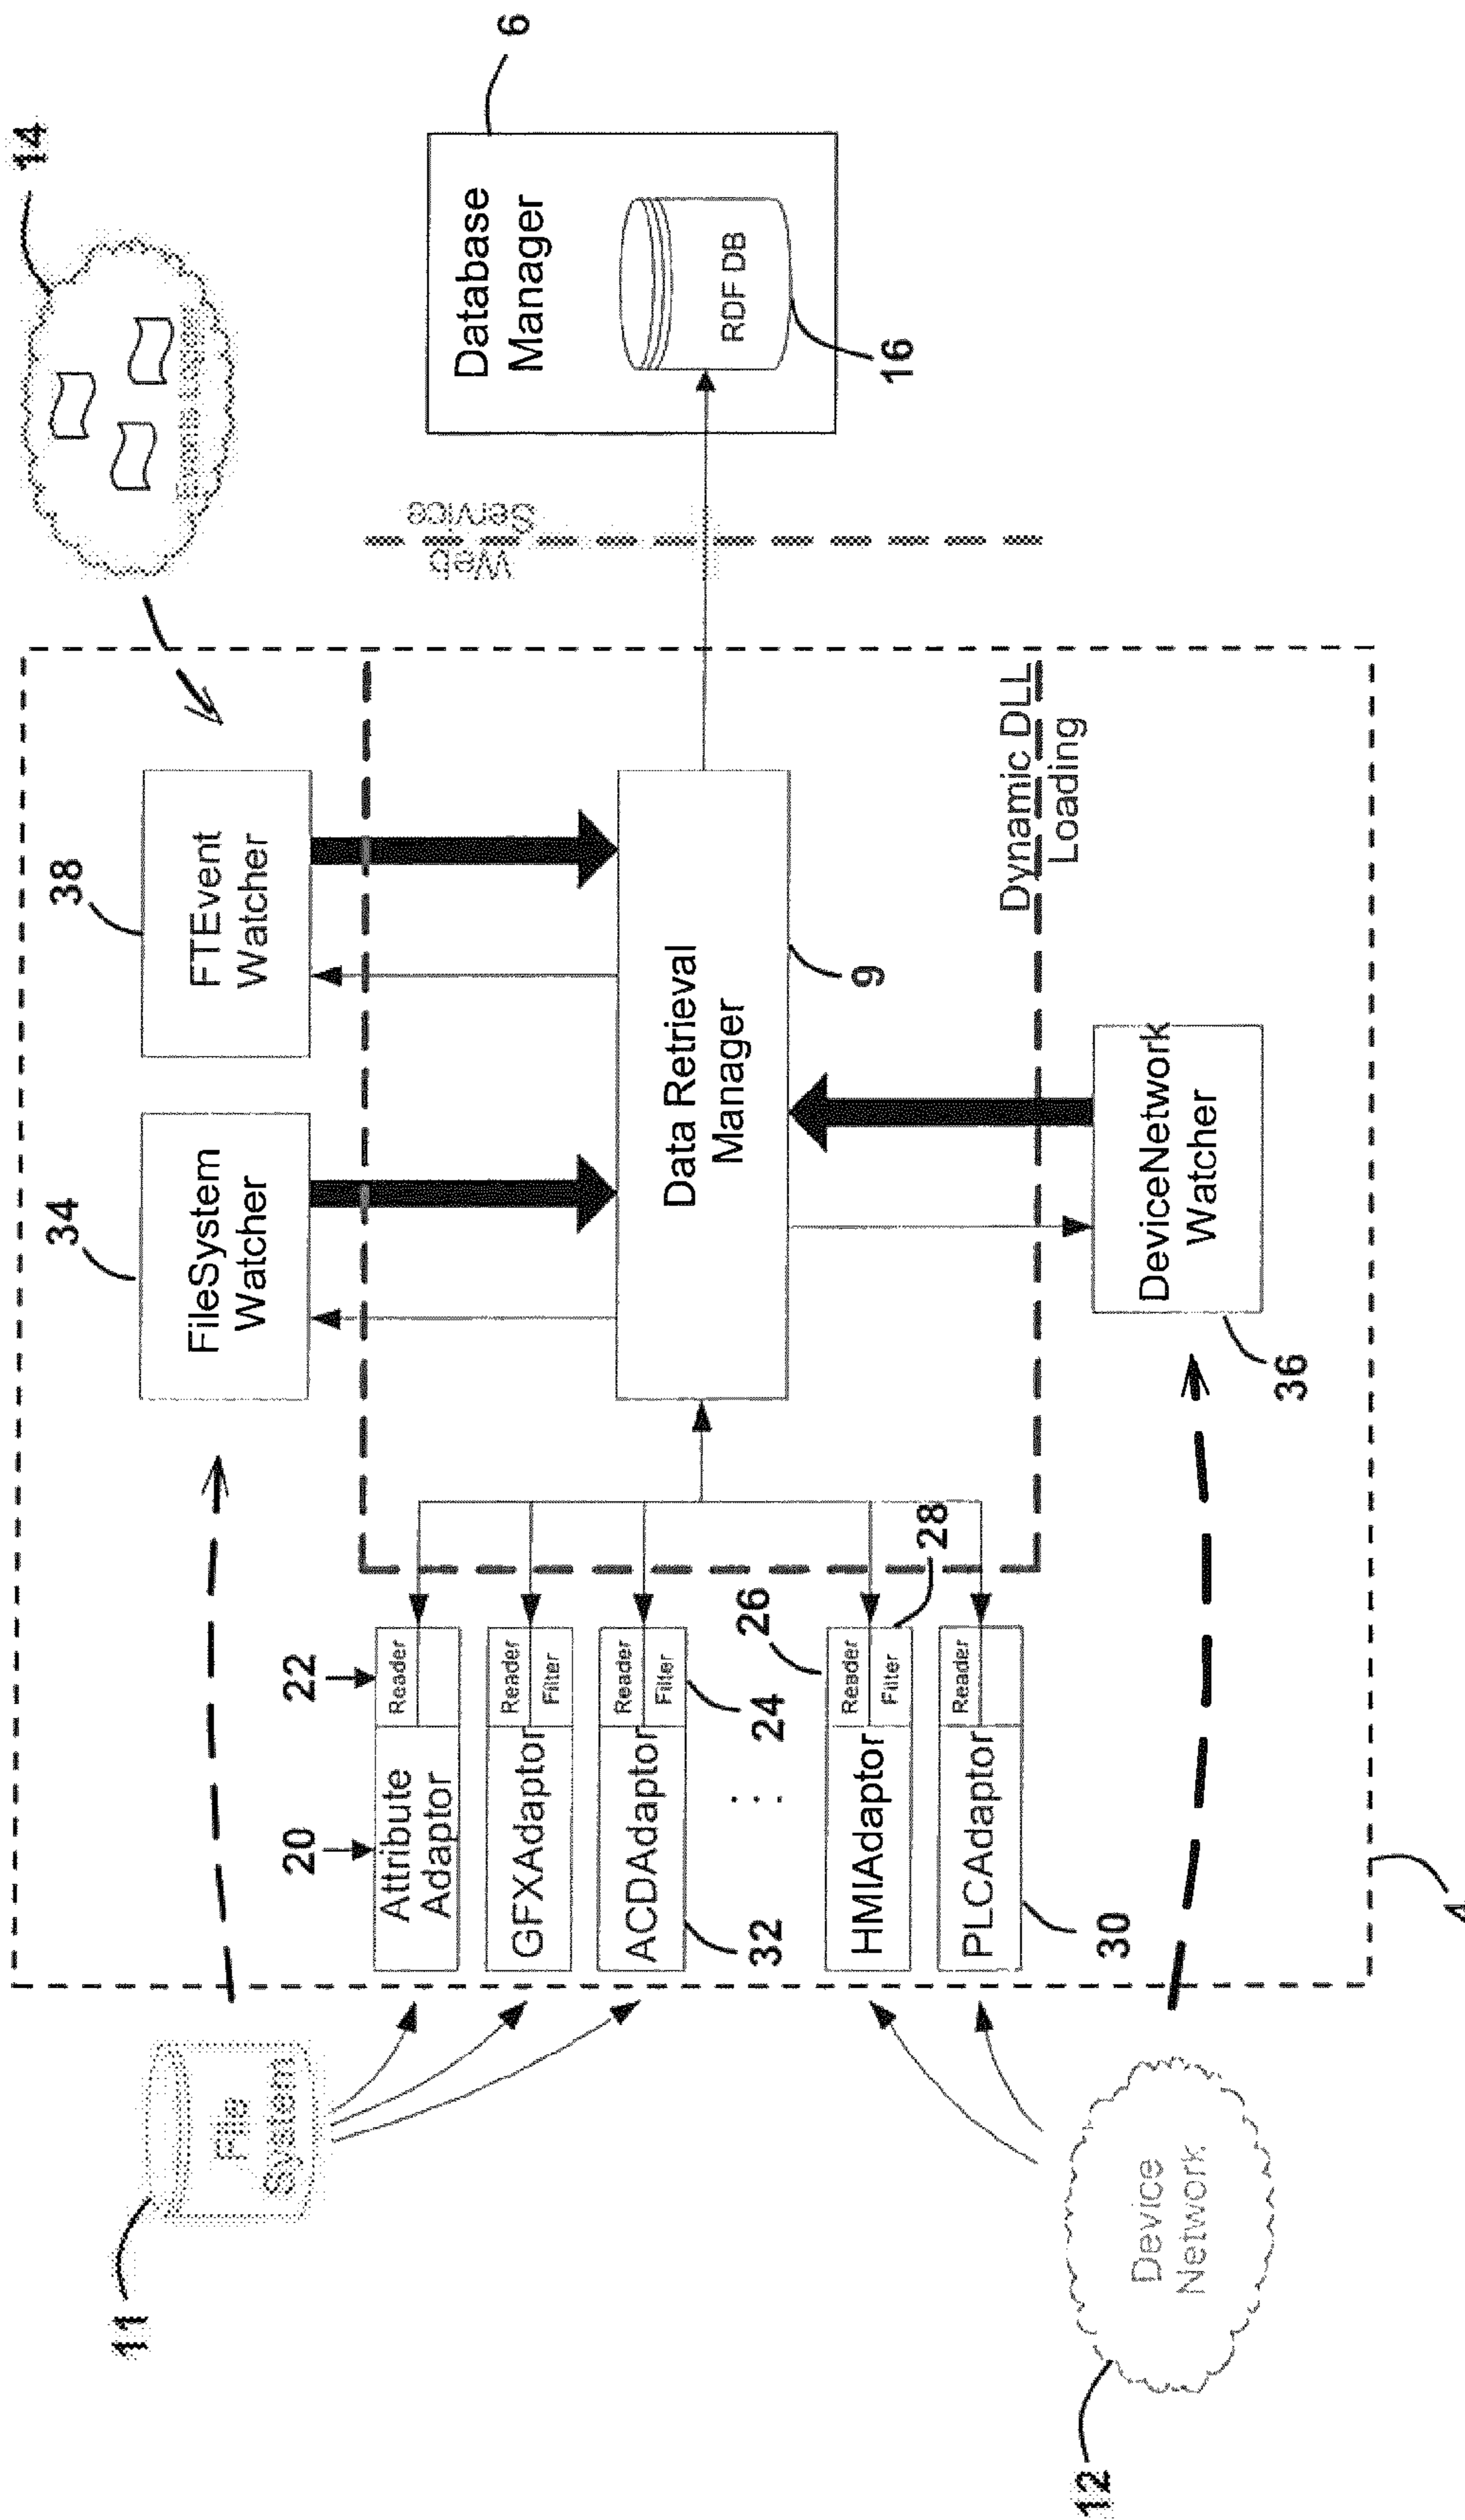 11
File
System
34
FileSystem
Watcher
38
FTEvent
Watcher
14
20
22
Attribute
Adaptor
Reader
GFXAdaptor
Reader
Filter
ACDAdaptor
Reader
Filter
32
24
26
HMIAdaptor
Reader
Filter
28
PLCAdaptor
Reader
30
Data Retrieval
Manager
9
Web
Service
Database
Manager
6
RDF DB
16
Dynamic DLL
Loading
12
Device
Network
DeviceNetwork
Watcher
36
4